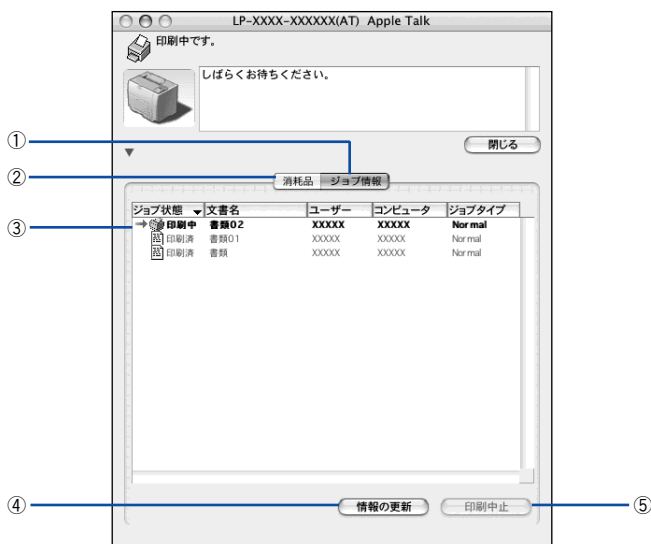 LP-XXXX-XXXXXX(AT) Apple Talk
印刷中です。
しばらくお待ちください。
閉じる
①
②
消耗品 ジョブ情報
ジョブ状態 文書名 ユーザー コンピュータ ジョブタイプ
③
印刷中 書類02 XXXXX XXXXX Normal
印刷済 書類01 XXXXX XXXXX Normal
印刷済 書類 XXXXX XXXXX Normal
④
情報の更新 印刷中止
⑤